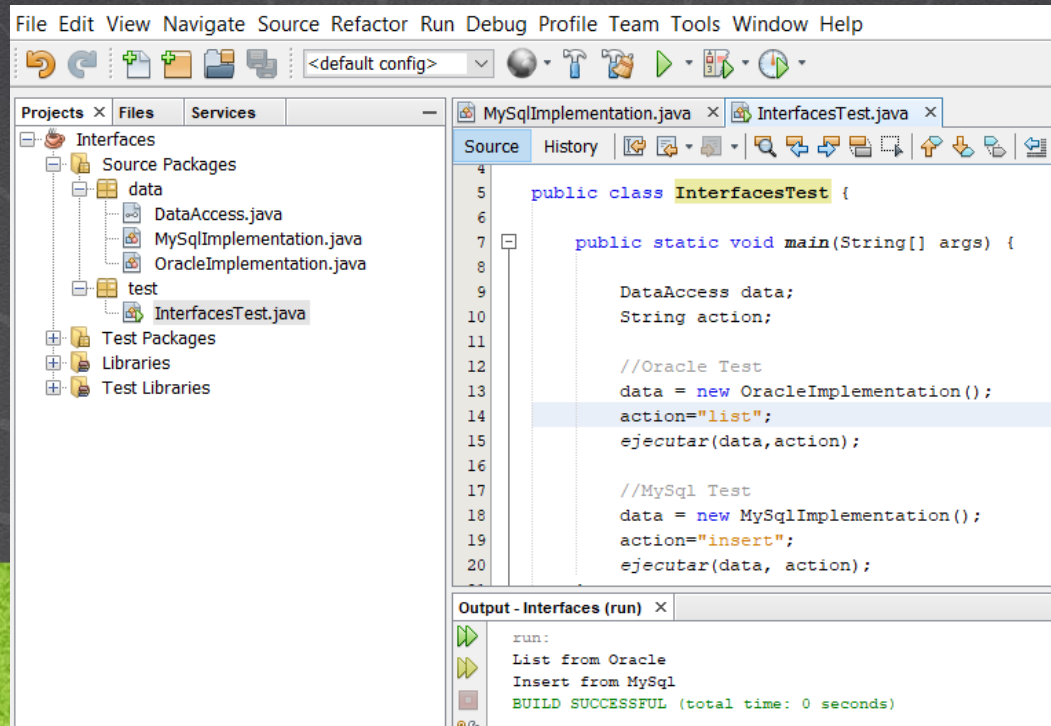 File Edit View Navigate Source Refactor Run Debug Profile Team Tools Window Help
<default config>
Projects Files Services
Interfaces
Source Packages
data
DataAccess.java
MySqlImplementation.java
OracleImplementation.java
test
InterfacesTest.java
Test Packages
Libraries
Test Libraries
MySqlImplementation.java InterfacesTest.java
Source History
4
5 public class InterfacesTest {
6
7 public static void main(String[] args) {
8
9 DataAccess data;
10 String action;
11
12 //Oracle Test
13 data = new OracleImplementation();
14 action="list";
15 ejecutar(data,action);
16
17 //MySql Test
18 data = new MySqlImplementation();
19 action="insert";
20 ejecutar(data, action);
Output - Interfaces (run)
run:
List from Oracle
Insert from MySql
BUILD SUCCESSFUL (total time: 0 seconds)